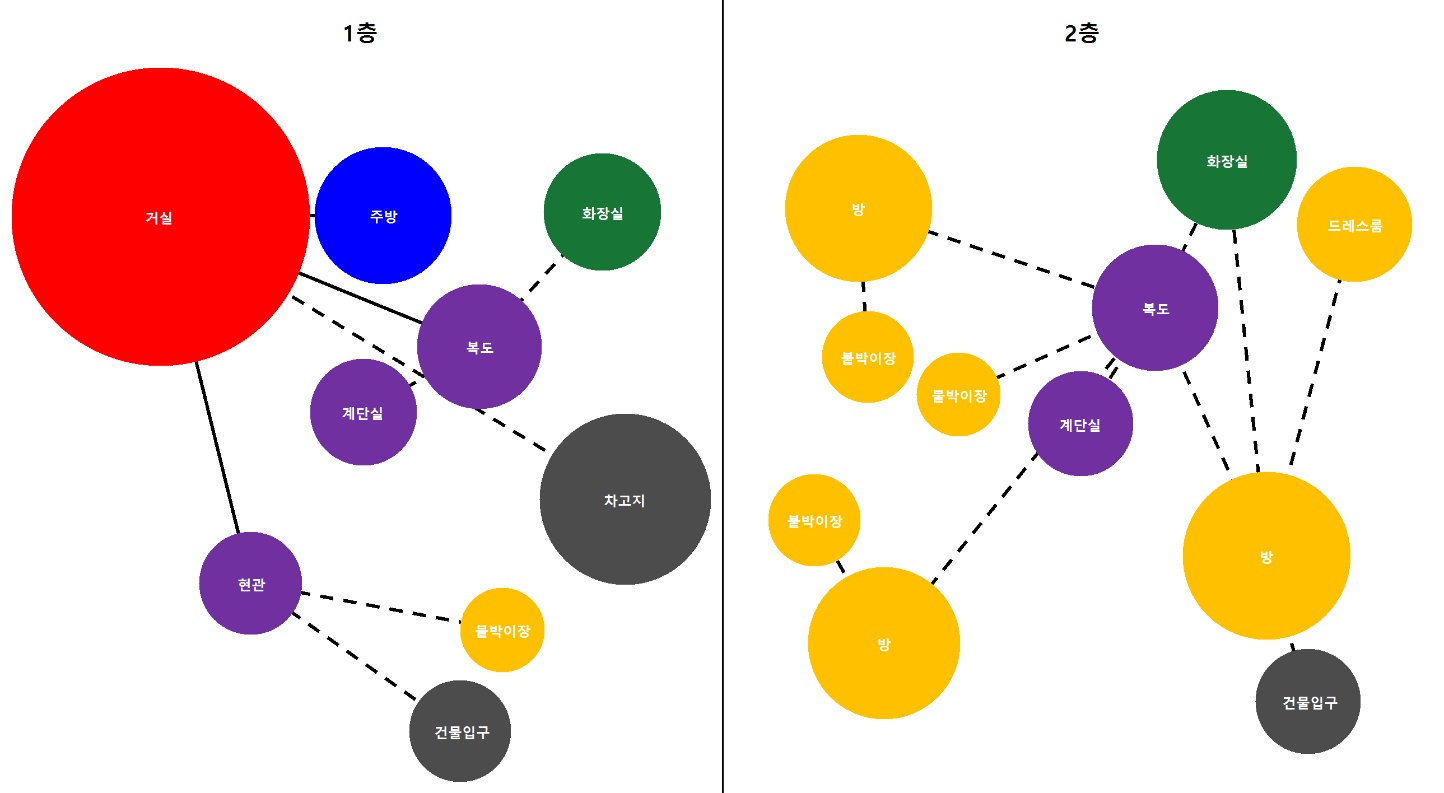 1층
거실
주방
화장실
복도
계단실
차고지
현관
붙박이장
건물입구
2층
화장실
방
드레스룸
복도
붙박이장
붙박이장
계단실
붙박이장
방
방
건물입구